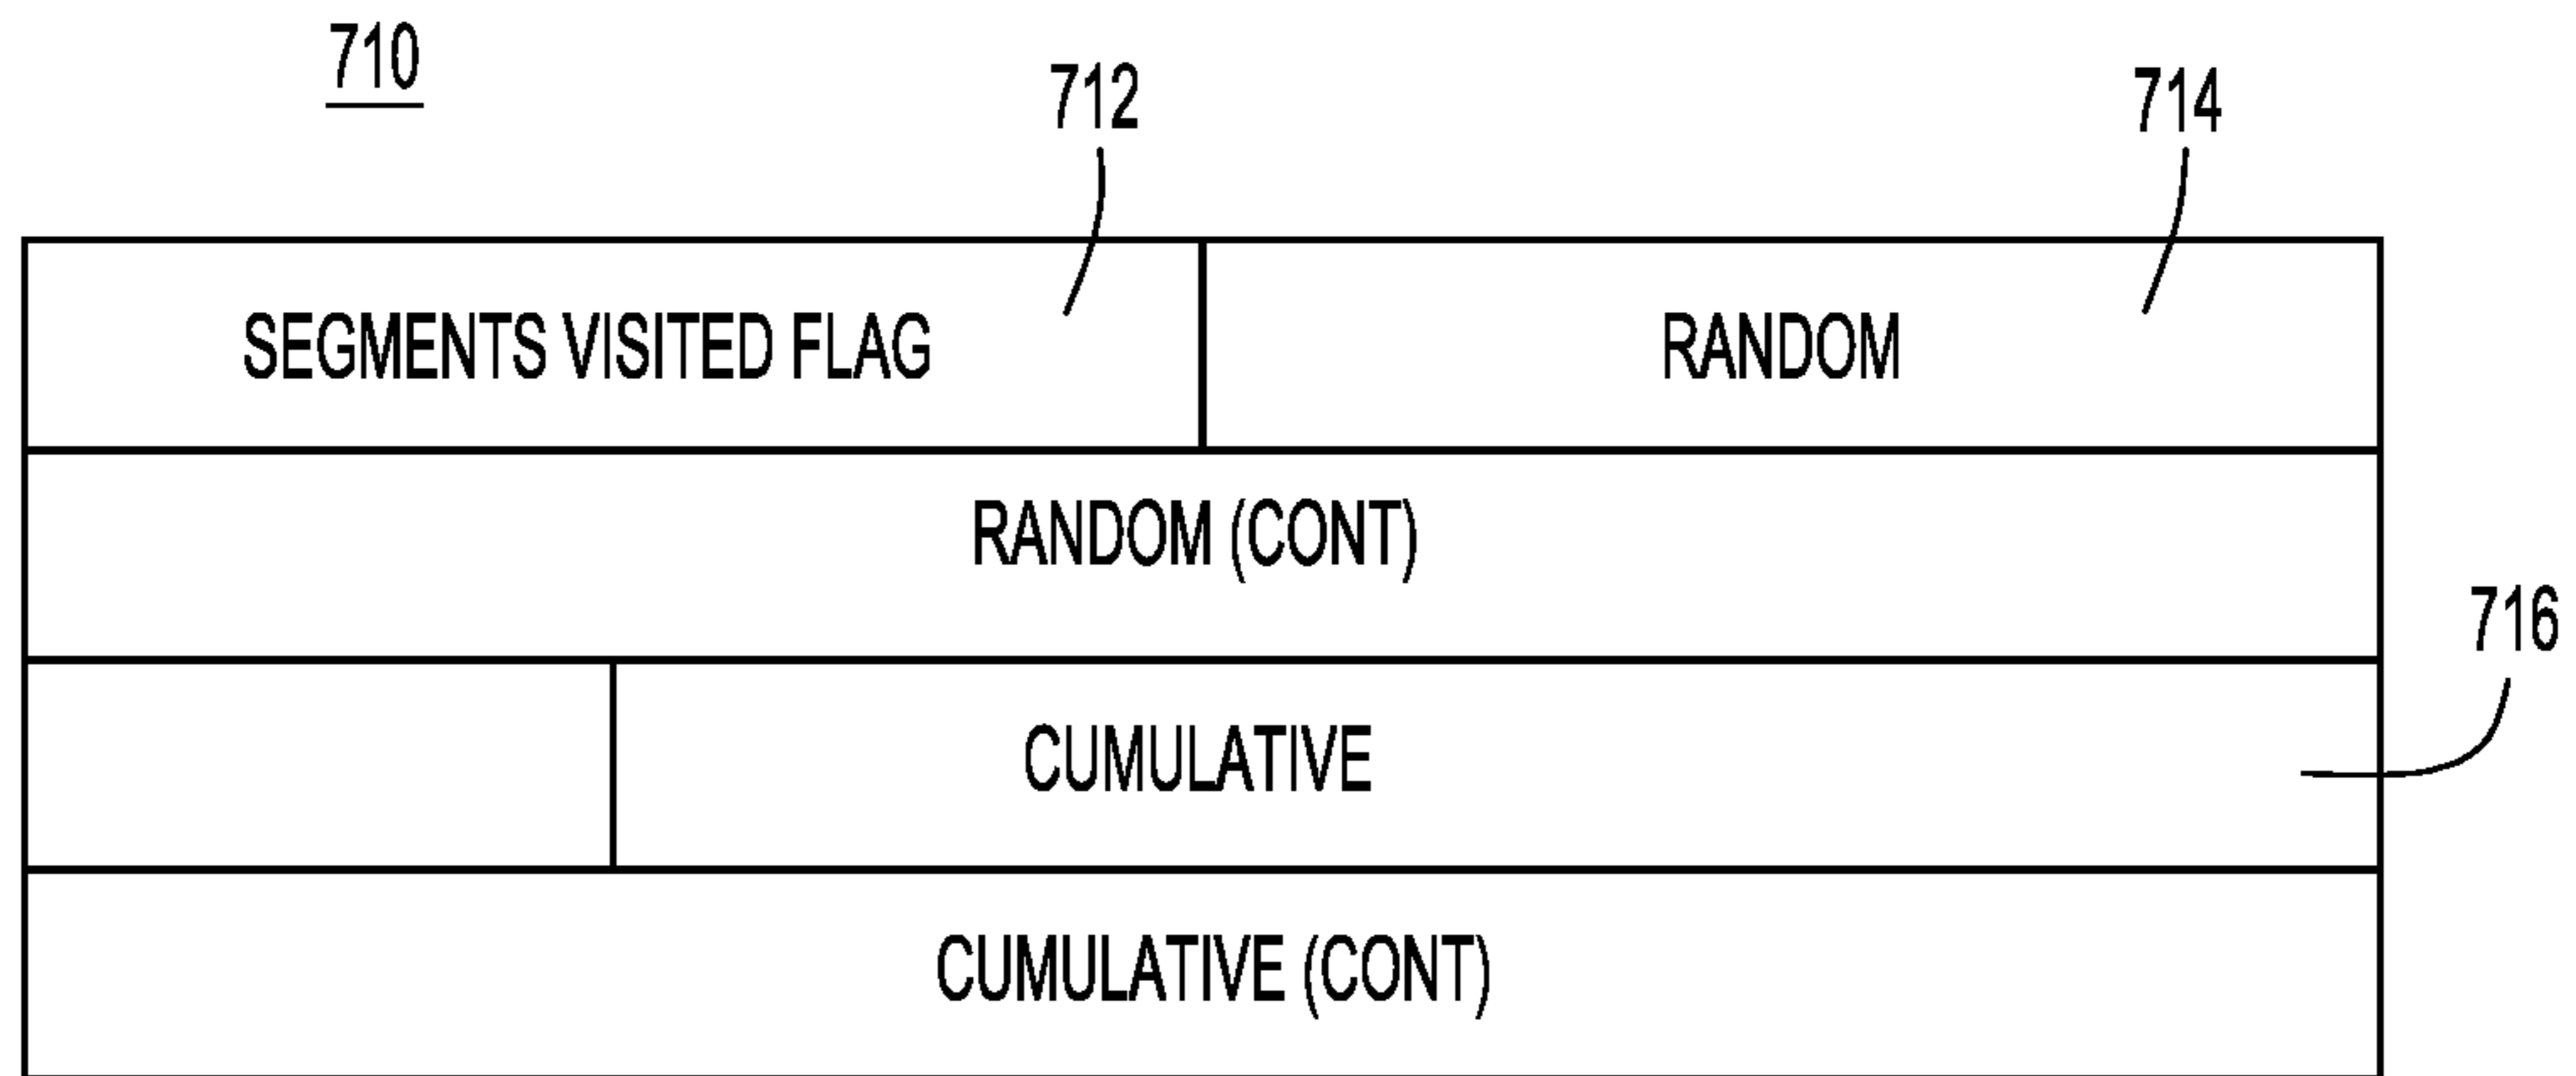 710
712
714
SEGMENTS VISITED FLAG
RANDOM
RANDOM (CONT)
716
CUMULATIVE
CUMULATIVE (CONT)